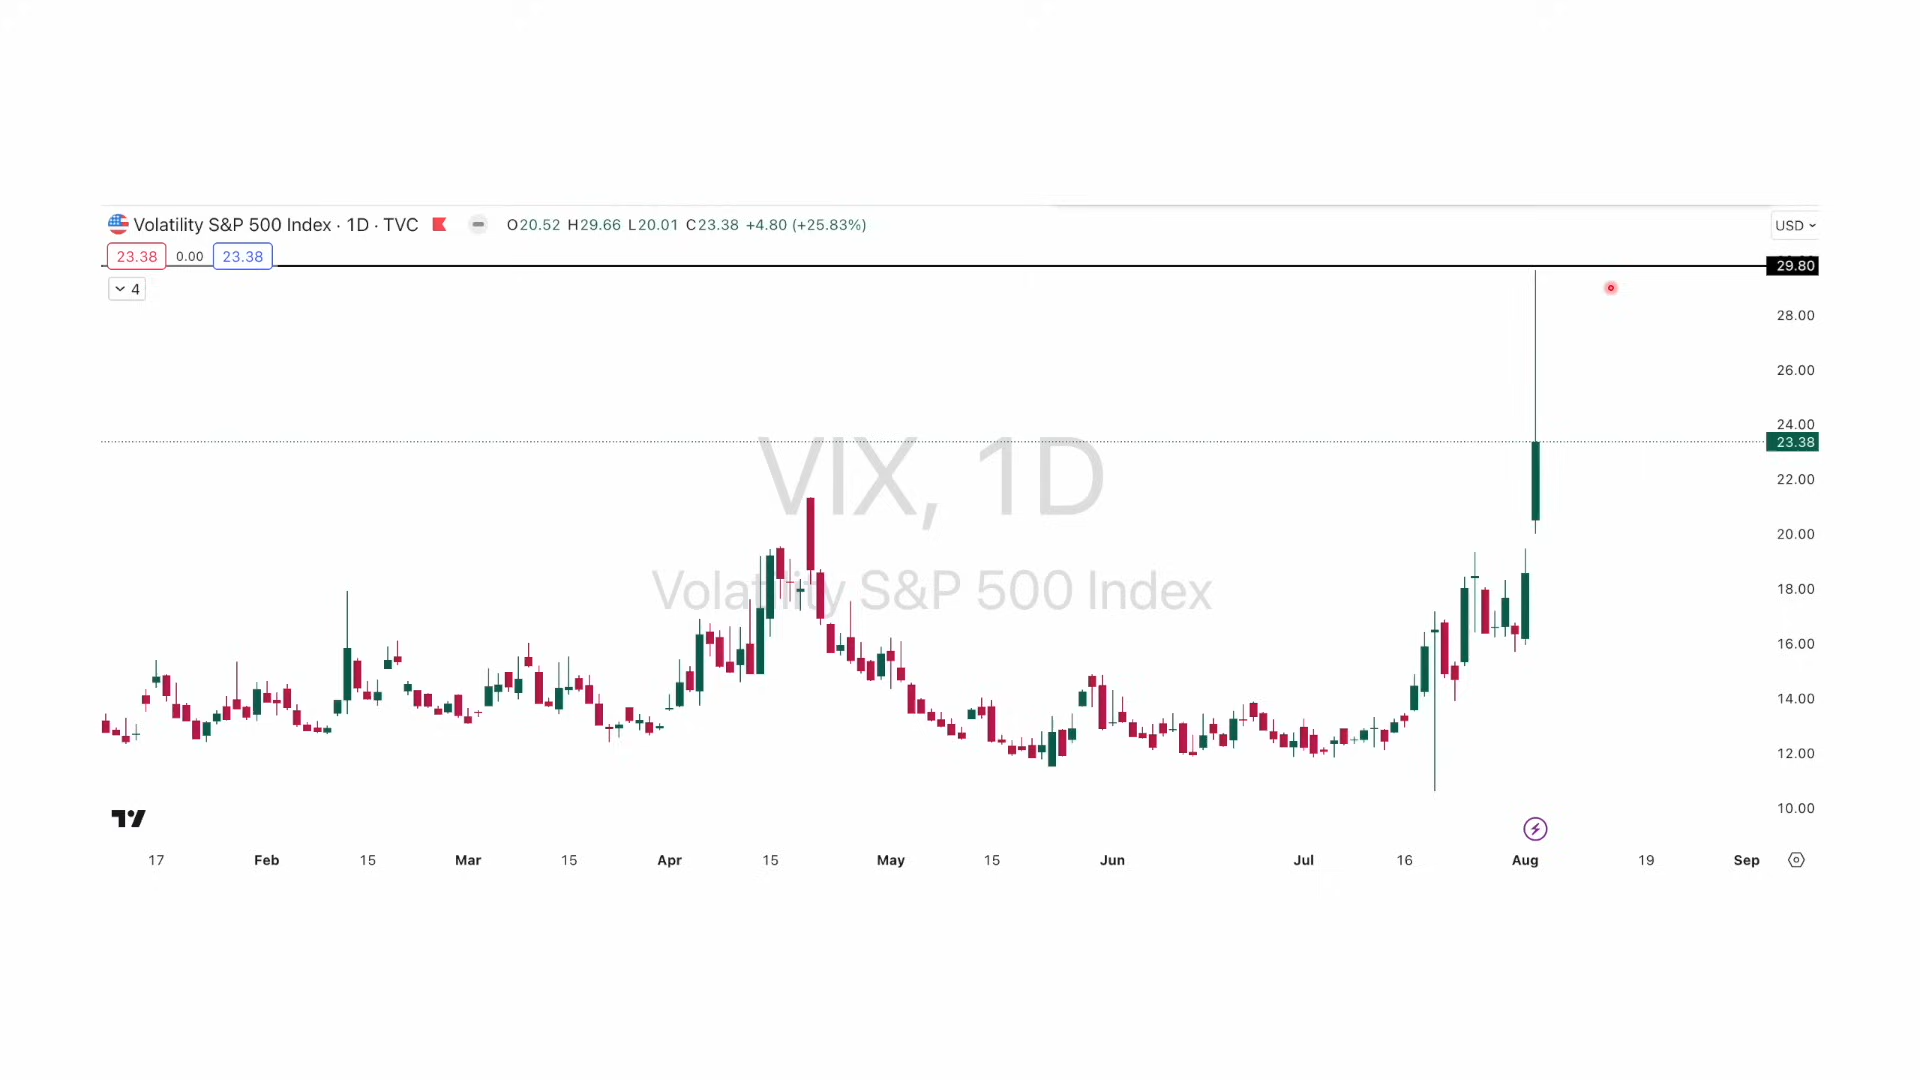 Volatility S&P 500 Index · 1D · TVC O20.52 H29.66 L20.01 C23.38 +4.80 (+25.83%)
USD
23.38 0.00 23.38
29.80
4
28.00
26.00
24.00
23.38
22.00
20.00
18.00
16.00
14.00
12.00
10.00
VIX, 1D
Volatility S&P 500 Index
17 Feb 15 Mar 15 Apr 15 May 15 Jun Jul 16 Aug 19 Sep